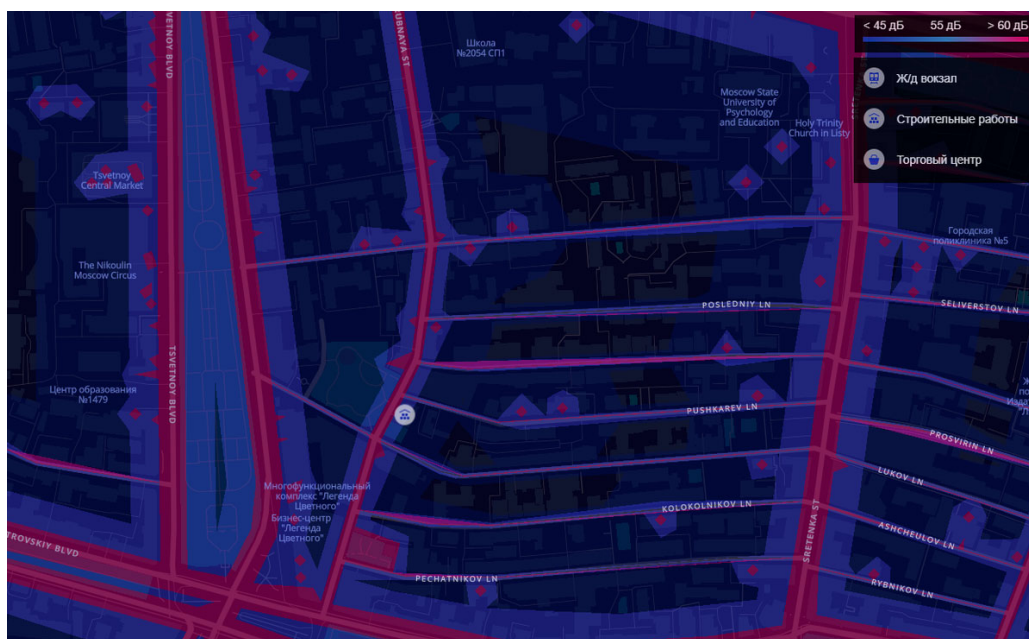 < 45 дБ 55 дБ > 60 дБ
Ж/д вокзал
Строительные работы
Торговый центр
TSVETNOY BLVD
Школа
№2054 СП1
Moscow State
University of
Psychology
and Education
Holy Trinity
Church in Listy
Tsvetnoy
Central Market
Городская
поликлиника №5
The Nikoulin
Moscow Circus
POSLEDNIY LN
SELIVERSTOV LN
TSVETNOY BLVD
Центр образования
№1479
PUSHKAREV LN
PROSVIRIN LN
LUKOV LN
Многофункциональный
комплекс "Легенда
Цветного"
Бизнес-центр
"Легенда
Цветного"
KOLOKOLNIKOV LN
SRETENKA ST
ASHCHEULOV LN
TROVSKIY BLVD
PECHATNIKOV LN
RYBNIKOV LN